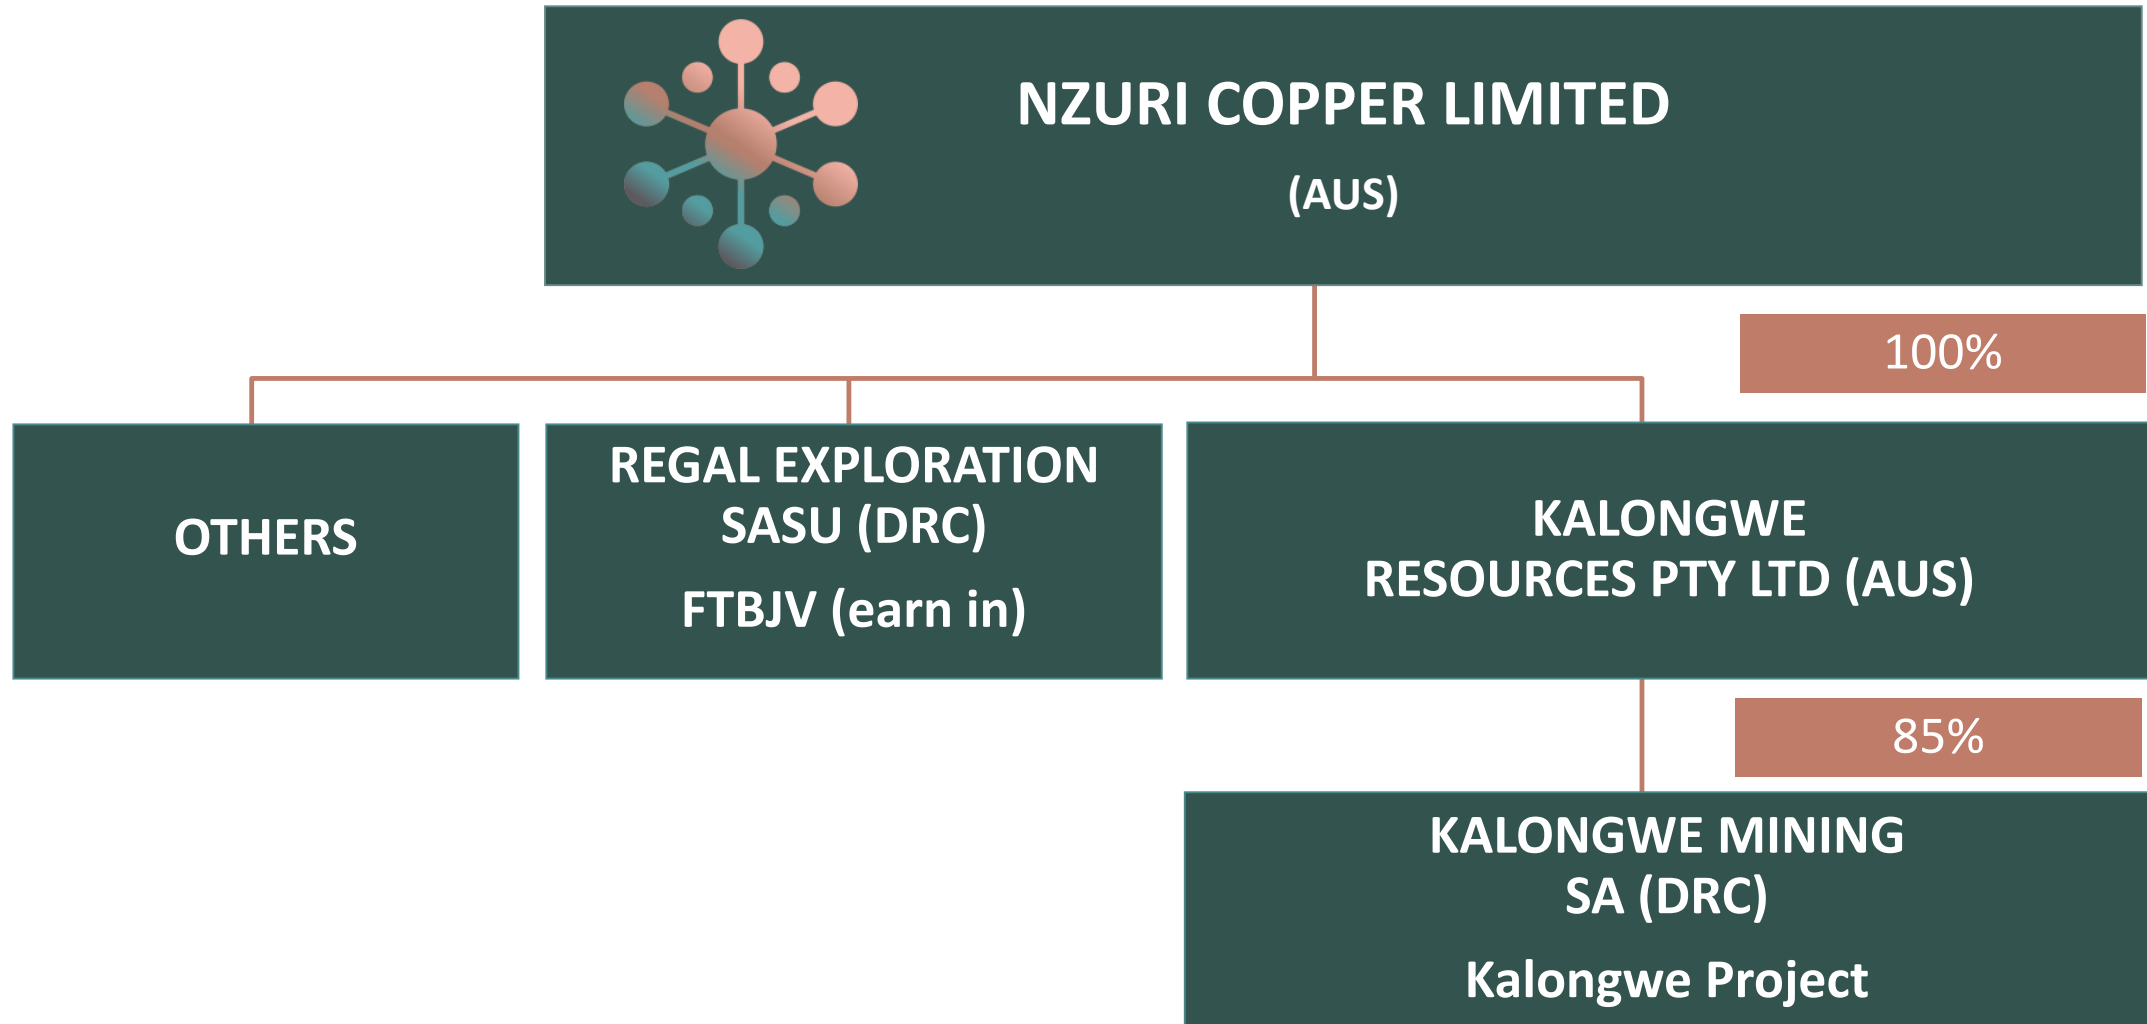 NZURI COPPER LIMITED
(AUS)
100%
OTHERS
REGAL EXPLORATION
SASU (DRC)
FTBJV (earn in)
KALONGWE
RESOURCES PTY LTD (AUS)
85%
KALONGWE MINING
SA (DRC)
Kalongwe Project